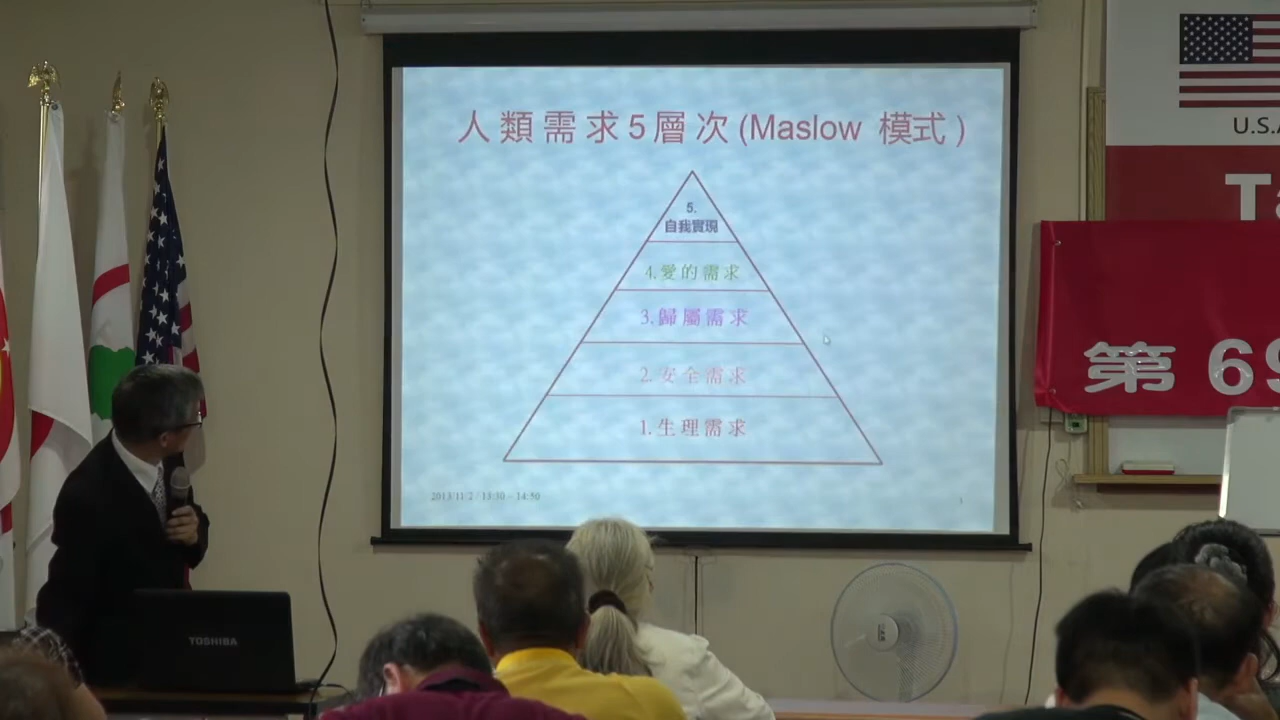 人類需求5層次(Maslow 模式)
5.
自我實現
4.愛的需求
3.歸屬需求
2.安全需求
1.生理需求
2013/11/2 / 13:30 - 14:50
1
U.S.
T
第 69
TOSHIBA